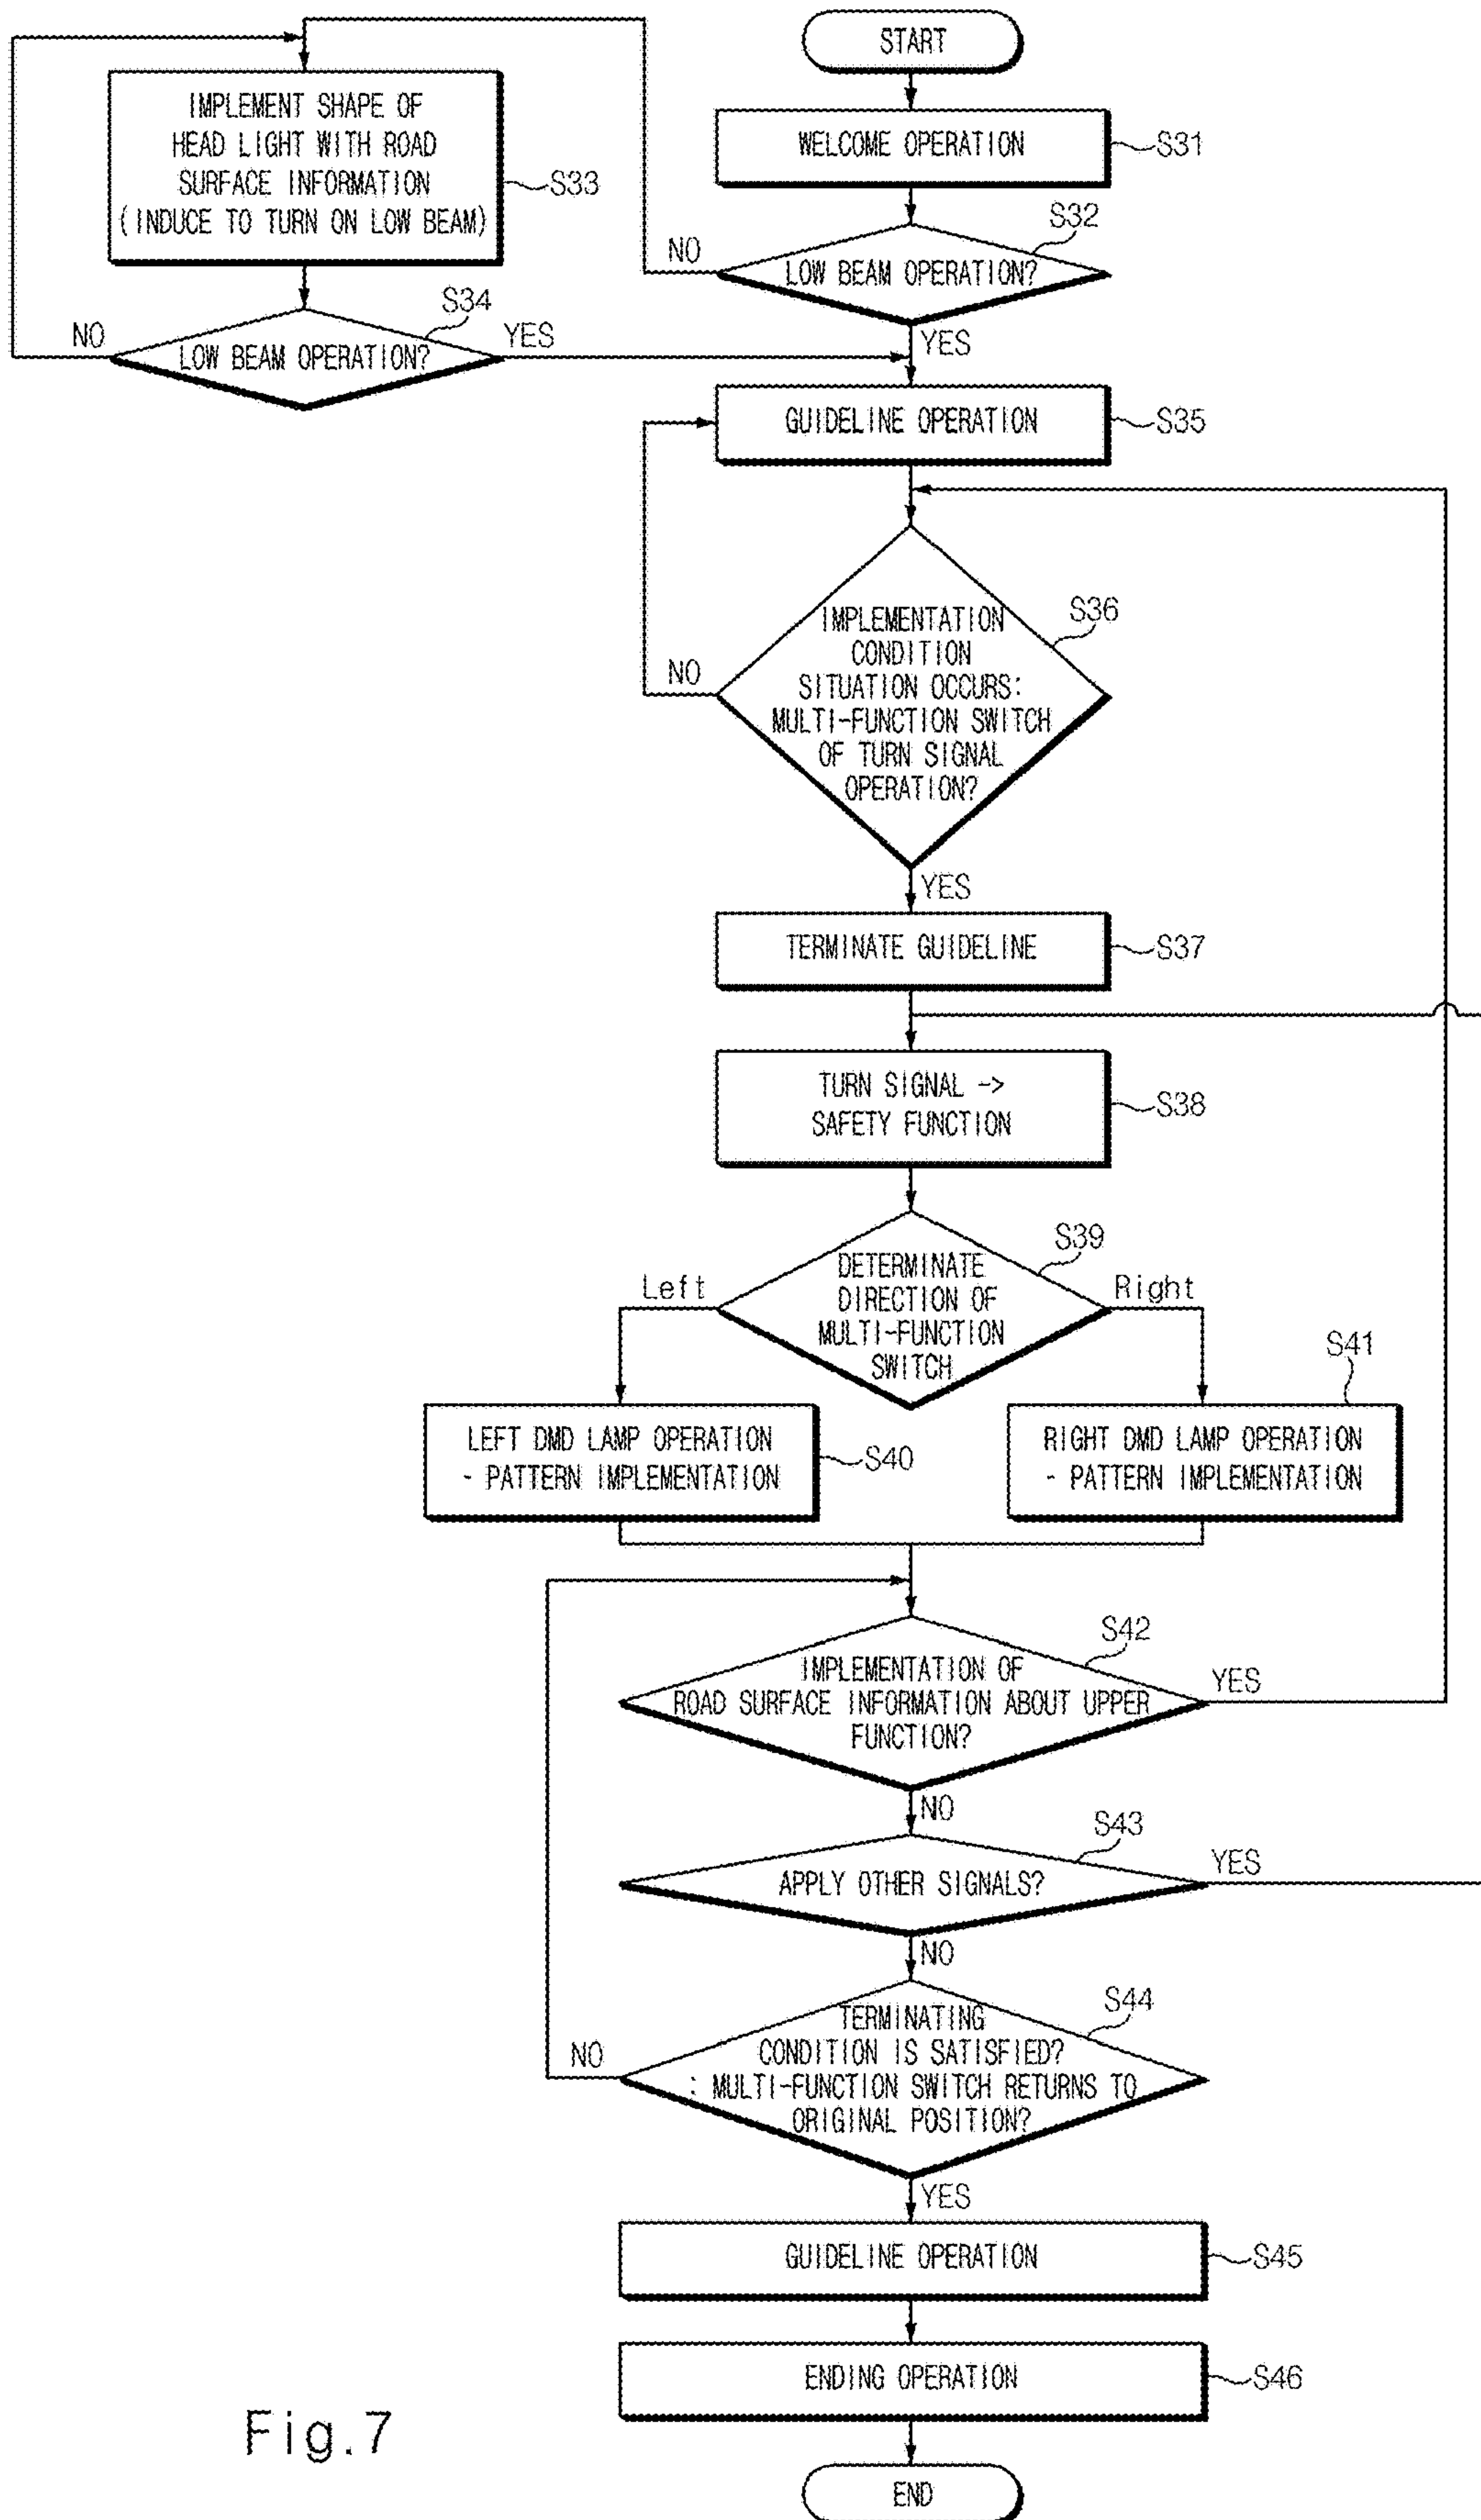 START
WELCOME OPERATION
S31
IMPLEMENT SHAPE OF
HEAD LIGHT WITH ROAD
SURFACE INFORMATION
(INDUCE TO TURN ON LOW BEAM)
S33
S32
NO
LOW BEAM OPERATION?
YES
S34
NO
LOW BEAM OPERATION?
YES
GUIDELINE OPERATION
S35
S36
IMPLEMENTATION
CONDITION
SITUATION OCCURS:
MULTI-FUNCTION SWITCH
OF TURN SIGNAL
OPERATION?
NO
YES
TERMINATE GUIDELINE
S37
TURN SIGNAL ->
SAFETY FUNCTION
S38
S39
DETERMINATE
DIRECTION OF
MULTI-FUNCTION
SWITCH
Left
Right
S41
LEFT DMD LAMP OPERATION
- PATTERN IMPLEMENTATION
S40
RIGHT DMD LAMP OPERATION
- PATTERN IMPLEMENTATION
S42
IMPLEMENTATION OF
ROAD SURFACE INFORMATION ABOUT UPPER
FUNCTION?
YES
NO
S43
APPLY OTHER SIGNALS?
YES
NO
S44
TERMINATING
CONDITION IS SATISFIED?
: MULTI-FUNCTION SWITCH RETURNS TO
ORIGINAL POSITION?
NO
YES
GUIDELINE OPERATION
S45
ENDING OPERATION
S46
END
Fig.7